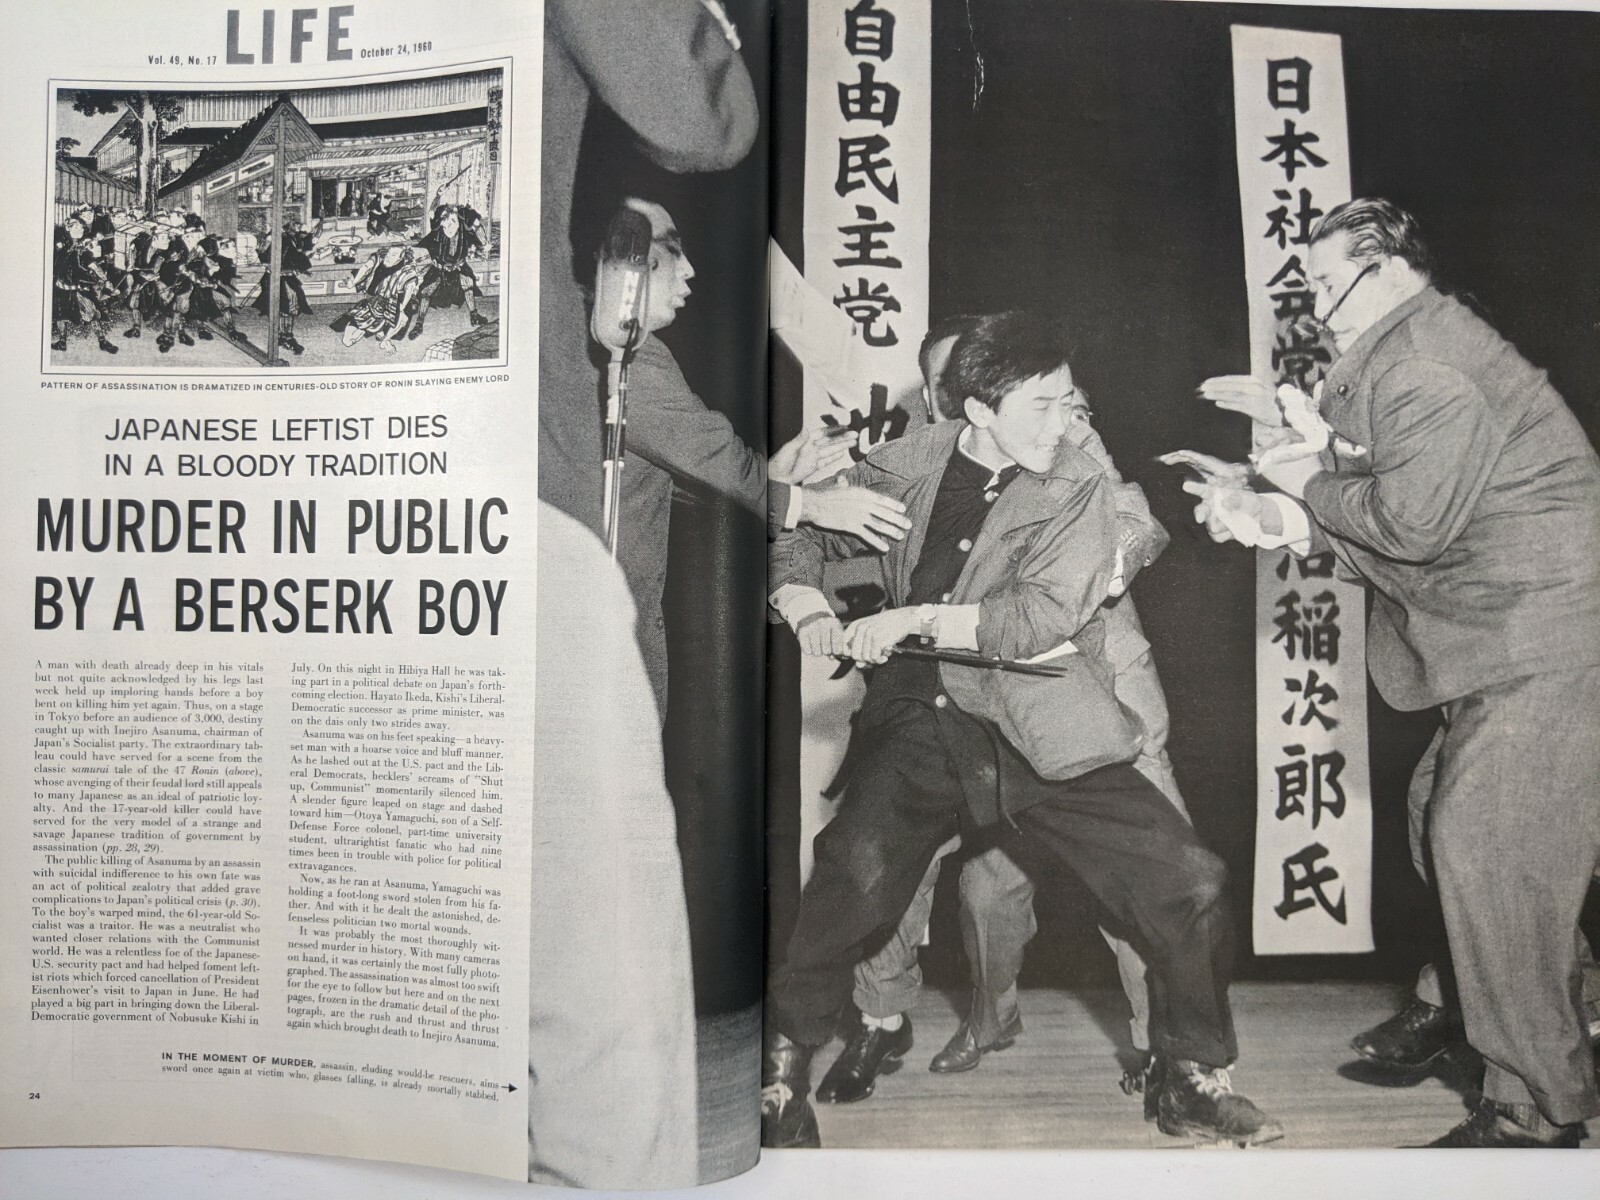 LIFE
Vol. 49, No. 17
October 24, 1960
PATTERN OF ASSASSINATION IS DRAMATIZED IN CENTURIES-OLD STORY OF RONIN SLAYING ENEMY LORD
JAPANESE LEFTIST DIES
IN A BLOODY TRADITION
MURDER IN PUBLIC
BY A BERSERK BOY
A man with death already deep in his vitals
but not quite acknowledged by his legs last
week held up imploring hands before a boy
bent on killing him yet again. Thus, on a stage
in Tokyo before an audience of 3,000, destiny
caught up with Inejiro Asanuma, chairman of
Japan's Socialist party. The extraordinary tab-
leau could have served for a scene from the
classic samurai tale of the 47 Ronin (above),
whose avenging of their feudal lord still appeals
to many Japanese as an ideal of patriotic loy-
alty. And the 17-year-old killer could have
served for the very model of a strange and
savage Japanese tradition of government by
assassination (pp. 28, 29).
The public killing of Asanuma by an assassin
with suicidal indifference to his own fate was
an act of political zealotry that added grave
complications to Japan's political crisis (p. 30).
To the boy's warped mind, the 61-year-old So-
cialist was a traitor. He was a neutralist who
wanted closer relations with the Communist
world. He was a relentless foe of the Japanese-
U.S. security pact and had helped foment left-
ist riots which forced cancellation of President
Eisenhower's visit to Japan in June. He had
played a big part in bringing down the Liberal-
Democratic government of Nobusuke Kishi in
July. On this night in Hibiya Hall he was tak-
ing part in a political debate on Japan's forth-
coming election. Hayato Ikeda, Kishi's Liberal-
Democratic successor as prime minister, was
on the dais only two strides away.
Asanuma was on his feet speaking—a heavy-
set man with a hoarse voice and bluff manner.
As he lashed out at the U.S. pact and the Lib-
eral Democrats, hecklers' screams of "Shut
up, Communist" momentarily silenced him.
A slender figure leaped on stage and dashed
toward him—Otoya Yamaguchi, son of a Self-
Defense Force colonel, part-time university
student, ultrarightist fanatic who had nine
times been in trouble with police for political
extravagances.
Now, as he ran at Asanuma, Yamaguchi was
holding a foot-long sword stolen from his fa-
ther. And with it he dealt the astonished, de-
fenseless politician two mortal wounds.
It was probably the most thoroughly wit-
nessed murder in history. With many cameras
on hand, it was certainly the most fully photo-
graphed. The assassination was almost too swift
for the eye to follow but here and on the next
pages, frozen in the dramatic detail of the pho-
tograph, are the rush and thrust and thrust
again which brought death to Inejiro Asanuma.
IN THE MOMENT OF MURDER, assassin, eluding would-be rescuers, aims
sword once again at victim who, glasses falling, is already mortally stabbed.
24
自由民主党 池
日本社会党 沼稲次郎氏